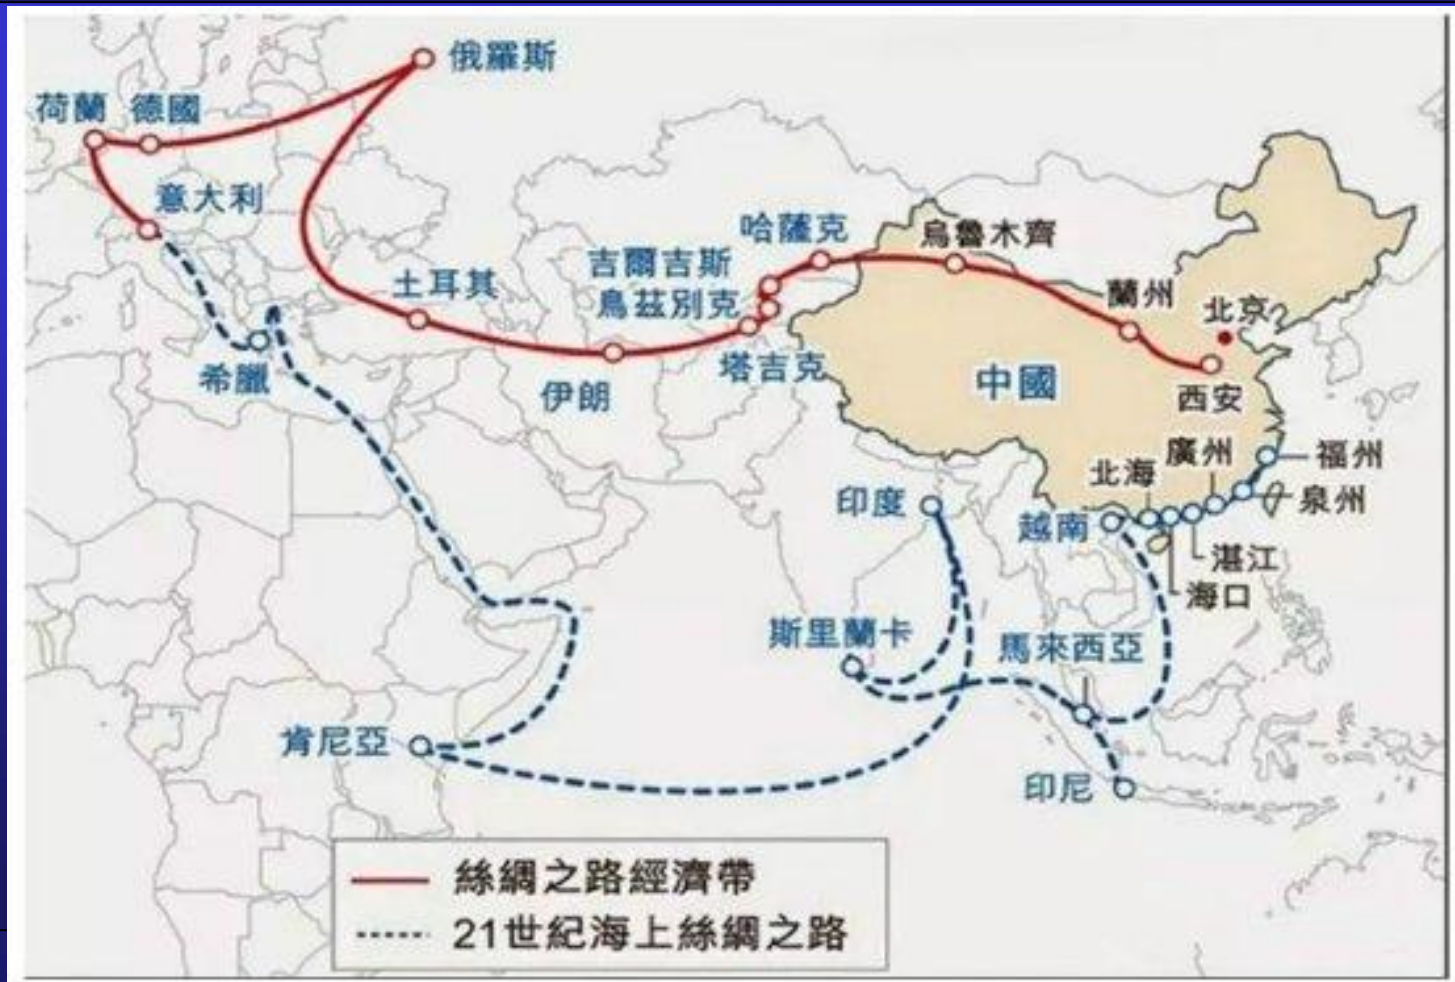 俄羅斯
荷蘭
德國
意大利
哈薩克
烏魯木齊
吉爾吉斯
土耳其
烏茲別克
蘭州
北京
希臘
伊朗
塔吉克
中國
西安
廣州
福州
北海
印度
越南
泉州
湛江
海口
斯里蘭卡
馬來西亞
肯尼亞
印尼
絲綢之路經濟帶
21世紀海上絲綢之路